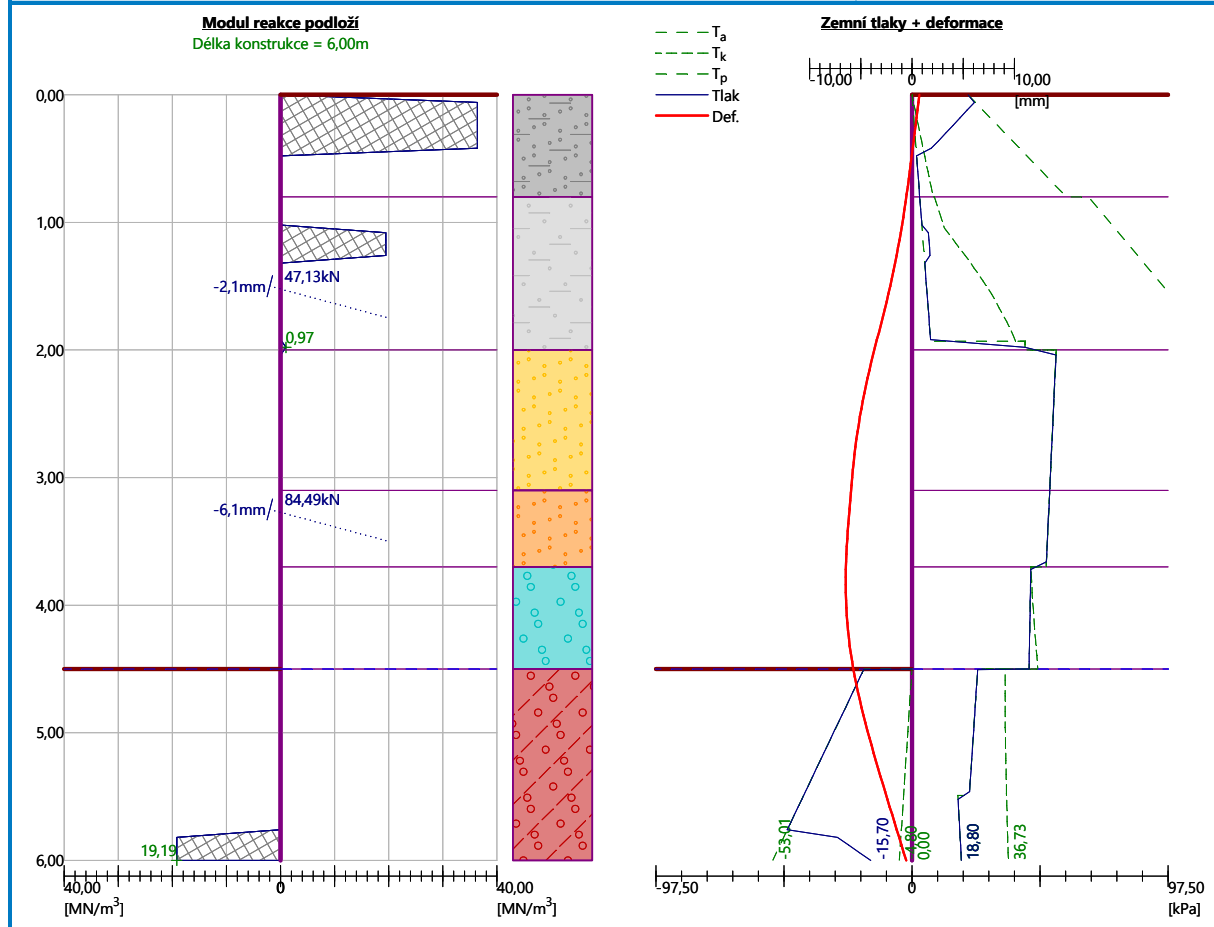 Modul reakce podloží
Délka konstrukce = 6,00m
0,00
1,00
47,13kN
-2,1mm
0,97
2,00
3,00
84,49kN
-6,1mm
4,00
5,00
19,19
6,00
40,00
0
40,00
[MN/m³]
[MN/m³]
Zemní tlaky + deformace
Ta
Tk
Tp
Tlak
Def.
-10,00
0
10,00
[mm]
-53,01
-15,70
0,00
18,80
36,73
-97,50
0
97,50
[kPa]